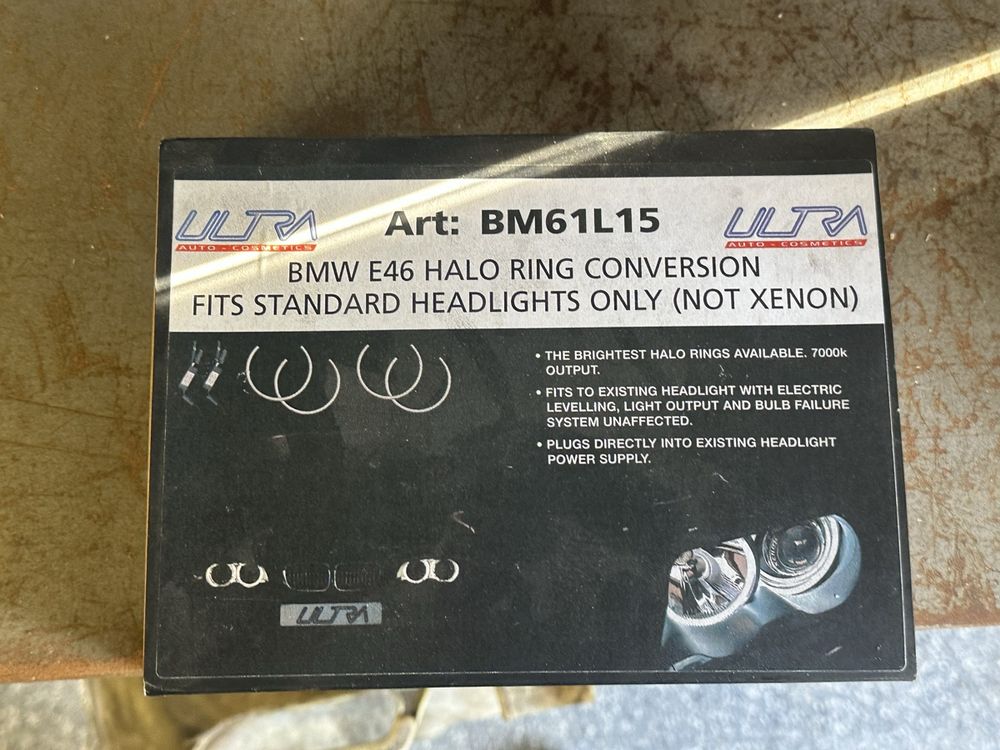 ULTRA
AUTO - COSMETICS
Art: BM61L15
ULTRA
AUTO - COSMETICS
BMW E46 HALO RING CONVERSION
FITS STANDARD HEADLIGHTS ONLY (NOT XENON)
• THE BRIGHTEST HALO RINGS AVAILABLE. 7000k
OUTPUT.
• FITS TO EXISTING HEADLIGHT WITH ELECTRIC
LEVELLING, LIGHT OUTPUT AND BULB FAILURE
SYSTEM UNAFFECTED.
• PLUGS DIRECTLY INTO EXISTING HEADLIGHT
POWER SUPPLY.
ULTRA